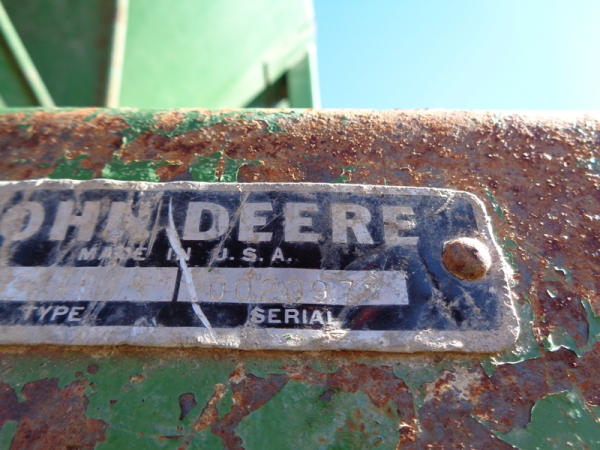 OHN DEERE
MADE IN U.S.A.
TYPE SERIAL